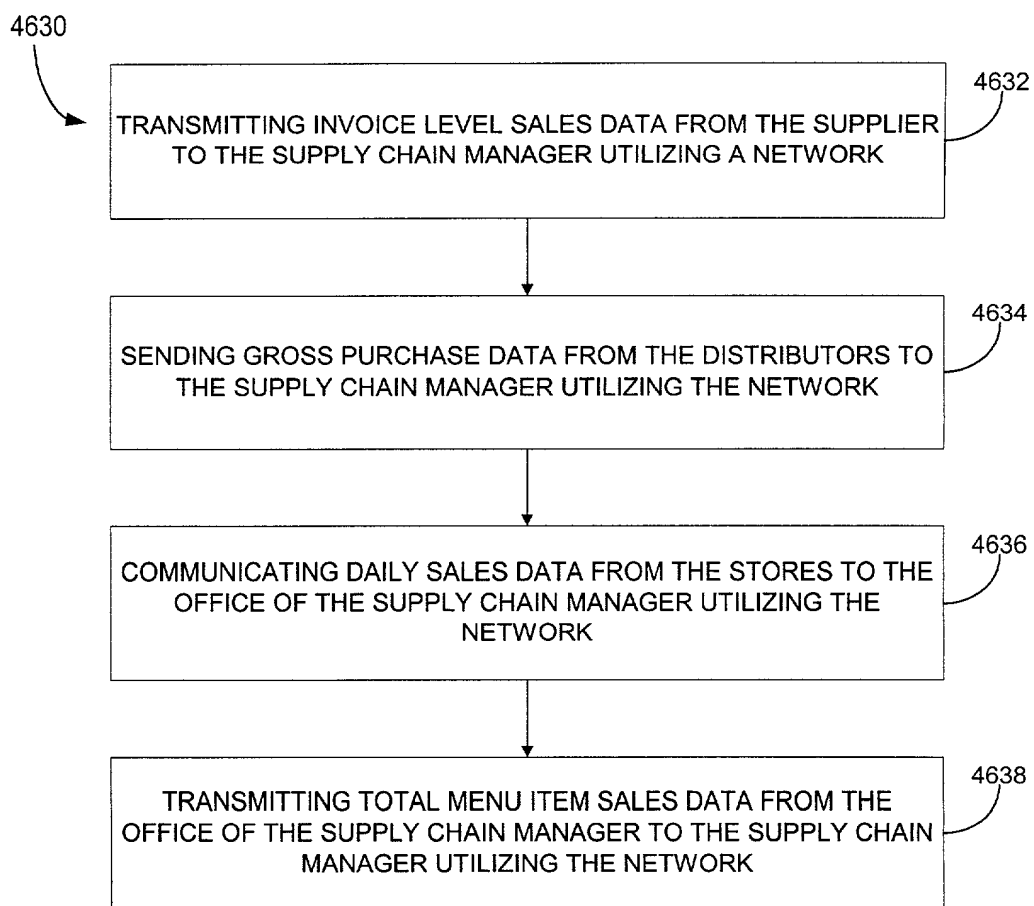 4630
4632
TRANSMITTING INVOICE LEVEL SALES DATA FROM THE SUPPLIER
TO THE SUPPLY CHAIN MANAGER UTILIZING A NETWORK
4634
SENDING GROSS PURCHASE DATA FROM THE DISTRIBUTORS TO
THE SUPPLY CHAIN MANAGER UTILIZING THE NETWORK
4636
COMMUNICATING DAILY SALES DATA FROM THE STORES TO THE
OFFICE OF THE SUPPLY CHAIN MANAGER UTILIZING THE
NETWORK
4638
TRANSMITTING TOTAL MENU ITEM SALES DATA FROM THE
OFFICE OF THE SUPPLY CHAIN MANAGER TO THE SUPPLY CHAIN
MANAGER UTILIZING THE NETWORK